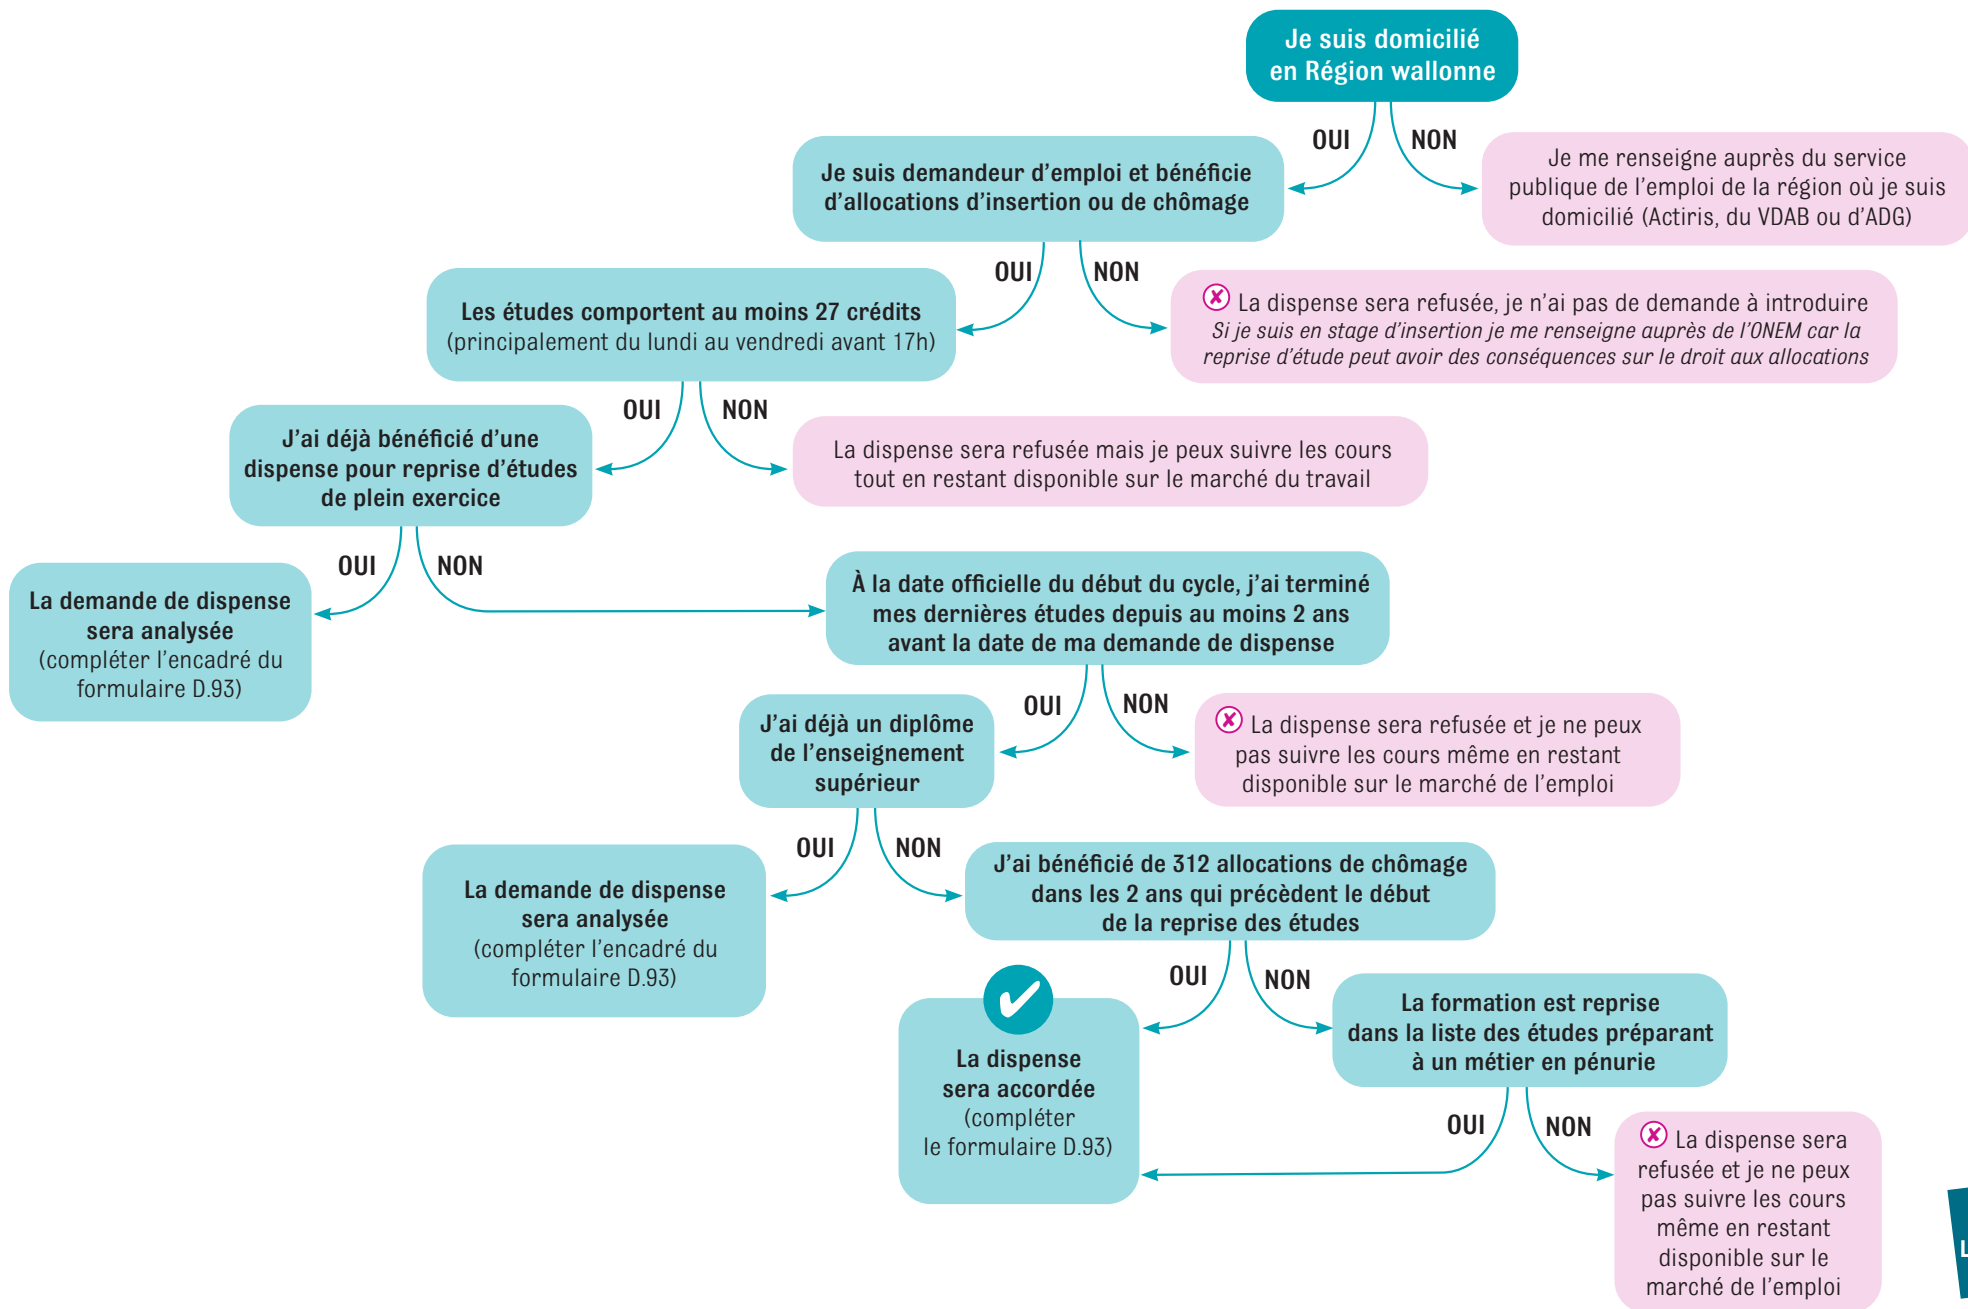 Je suis domicilié
en Région wallonne
OUI
NON
Je suis demandeur d’emploi et bénéficie
d’allocations d’insertion ou de chômage
Je me renseigne auprès du service
publique de l’emploi de la région où je suis
domicilié (Actiris, du VDAB ou d’ADG)
OUI
NON
Les études comportent au moins 27 crédits
(principalement du lundi au vendredi avant 17h)
La dispense sera refusée, je n’ai pas de demande à introduire
Si je suis en stage d’insertion je me renseigne auprès de l’ONEM car la
reprise d’étude peut avoir des conséquences sur le droit aux allocations
OUI
NON
J’ai déjà bénéficié d’une
dispense pour reprise d’études
de plein exercice
La dispense sera refusée mais je peux suivre les cours
tout en restant disponible sur le marché du travail
OUI
NON
La demande de dispense
sera analysée
(compléter l’encadré du
formulaire D.93)
À la date officielle du début du cycle, j’ai terminé
mes dernières études depuis au moins 2 ans
avant la date de ma demande de dispense
OUI
NON
J’ai déjà un diplôme
de l’enseignement
supérieur
La dispense sera refusée et je ne peux
pas suivre les cours même en restant
disponible sur le marché de l’emploi
OUI
NON
La demande de dispense
sera analysée
(compléter l’encadré du
formulaire D.93)
J’ai bénéficié de 312 allocations de chômage
dans les 2 ans qui précèdent le début
de la reprise des études
OUI
NON
La dispense
sera accordée
(compléter
le formulaire D.93)
La formation est reprise
dans la liste des études préparant
à un métier en pénurie
OUI
NON
La dispense sera
refusée et je ne peux
pas suivre les cours
même en restant
disponible sur le
marché de l’emploi
L